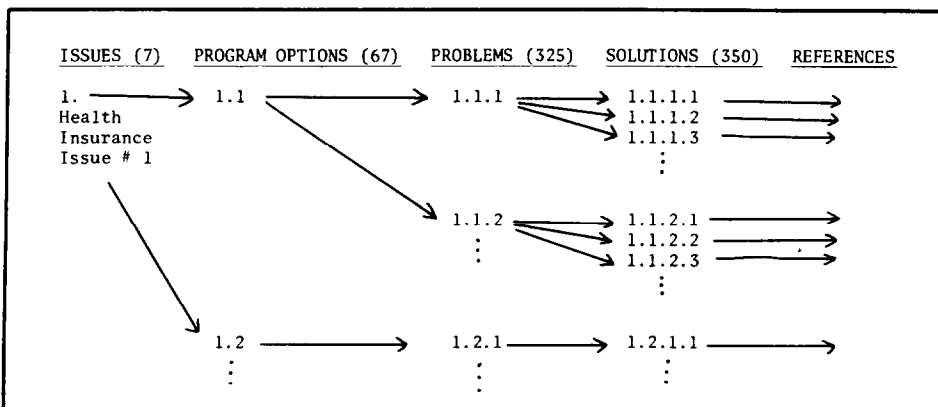 ISSUES (7) PROGRAM OPTIONS (67) PROBLEMS (325) SOLUTIONS (350) REFERENCES
1. 1.1 1.1.1 1.1.1.1
Health 1.1.1.2
Insurance 1.1.1.3
Issue # 1
1.1.2 1.1.2.1
1.1.2.2
1.1.2.3
1.2 1.2.1 1.2.1.1